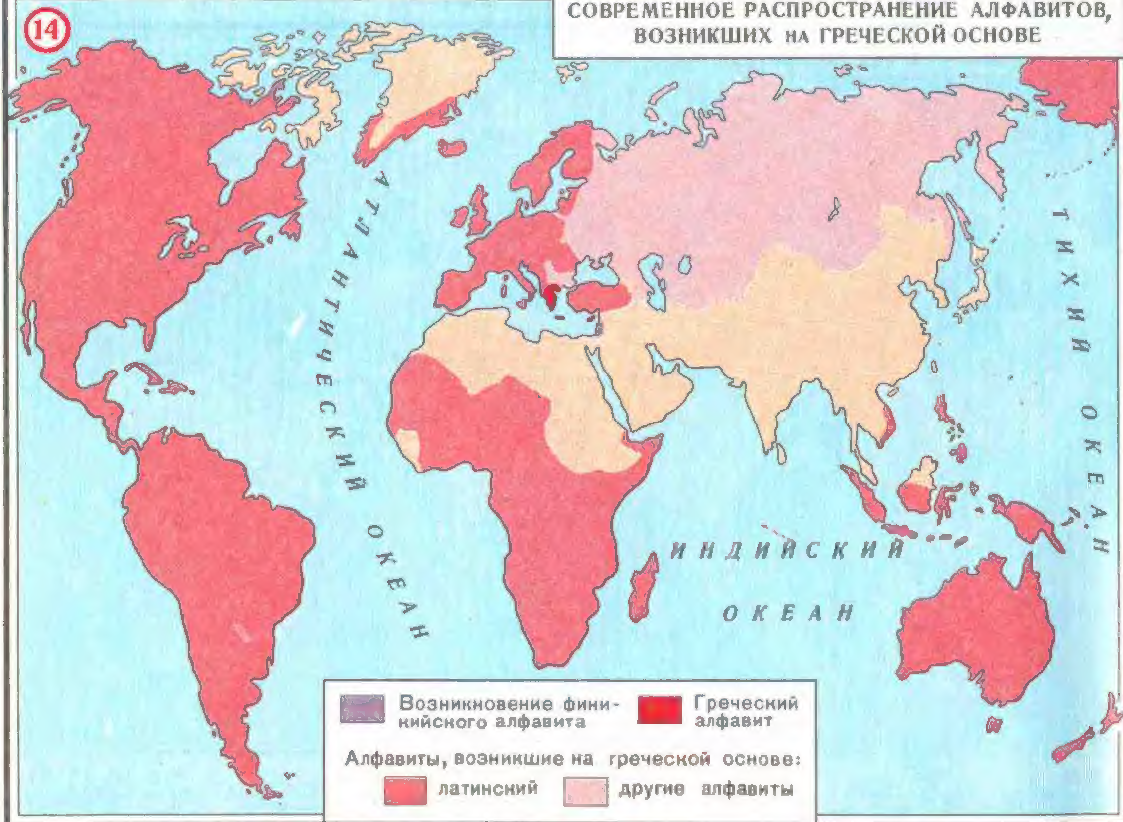 14
СОВРЕМЕННОЕ РАСПРОСТРАНЕНИЕ АЛФАВИТОВ,
ВОЗНИКШИХ НА ГРЕЧЕСКОЙ ОСНОВЕ
АТЛАНТИЧЕСКИЙ ОКЕАН
ТИХИЙ ОКЕАН
ИНДИЙСКИЙ
ОКЕАН
Возникновение фини-
кийского алфавита
Греческий
алфавит
Алфавиты, возникшие на греческой основе:
латинский
другие алфавиты